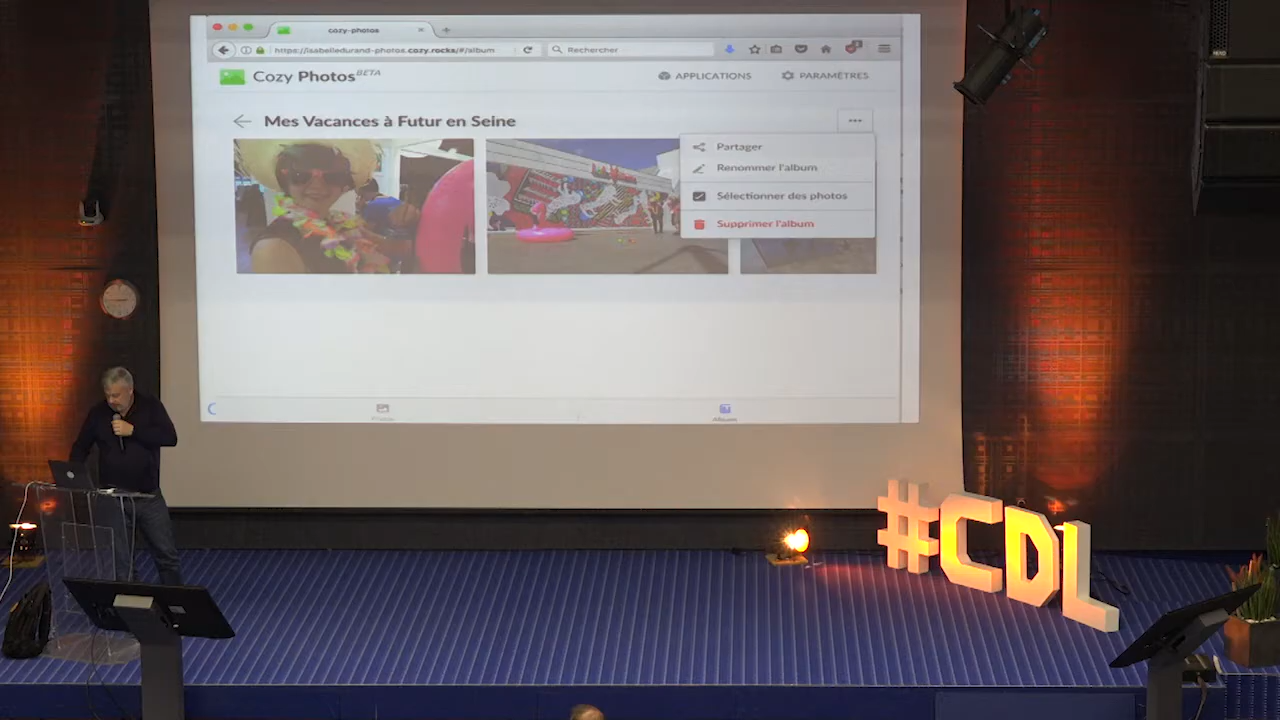 cozy-photos
https://isabelledurand-photos.cozy.rocks/#/album
Rechercher
Cozy Photos BETA
APPLICATIONS
PARAMÈTRES
Mes Vacances à Futur en Seine
Partager
Renommer l'album
Sélectionner des photos
Supprimer l'album
#CDL